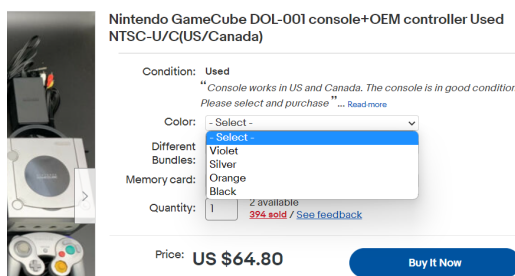 Nintendo GameCube DOL-001 console+OEM controller Used
NTSC-U/C(US/Canada)
Condition: Used
“Console works in US and Canada. The console is in good condition
Please select and purchase ”... Read more
Color: - Select -
- Select -
Violet
Silver
Orange
Black
Different
Bundles:
Memory card:
Quantity: 1
2 available
394 sold / See feedback
Price: US $64.80
Buy It Now